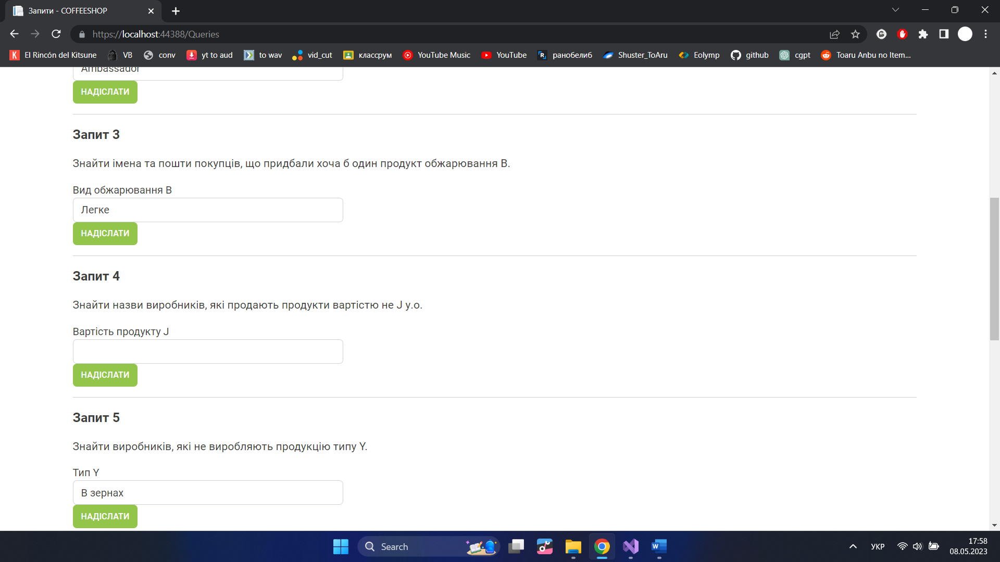 Запити - COFFEESHOP
https://localhost:44388/Queries
El Rincón del Kitsune
VB
conv
yt to aud
to wav
vid_cut
классрум
YouTube Music
YouTube
ранобелиб
Shuster_ToAru
Eolymp
github
cgpt
Toaru Anbu no Item...
Ambassador
НАДІСЛАТИ
Запит 3
Знайти імена та пошти покупців, що придбали хоча б один продукт обжарювання B.
Вид обжарювання B
Легке
НАДІСЛАТИ
Запит 4
Знайти назви виробників, які продають продукти вартістю не J у.о.
Вартість продукту J
НАДІСЛАТИ
Запит 5
Знайти виробників, які не виробляють продукцію типу Y.
Тип Y
В зернах
НАДІСЛАТИ
Search
УКР
17:58
08.05.2023